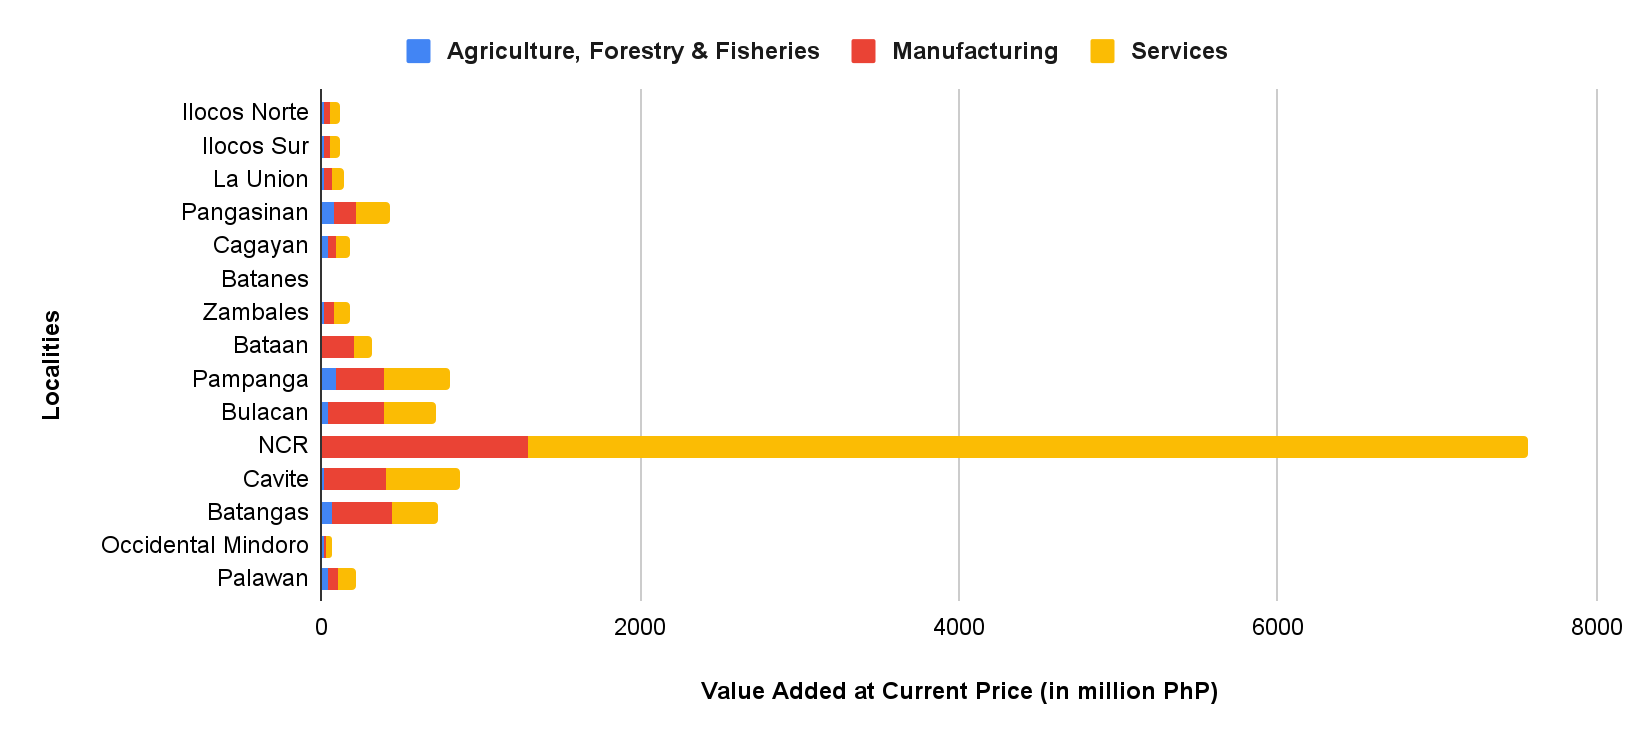 Agriculture, Forestry & Fisheries Manufacturing Services
Ilocos Norte
Ilocos Sur
La Union
Pangasinan
Cagayan
Batanes
Zambales
Bataan
Pampanga
Bulacan
NCR
Cavite
Batangas
Occidental Mindoro
Palawan
Localities
0 2000 4000 6000 8000
Value Added at Current Price (in million PhP)